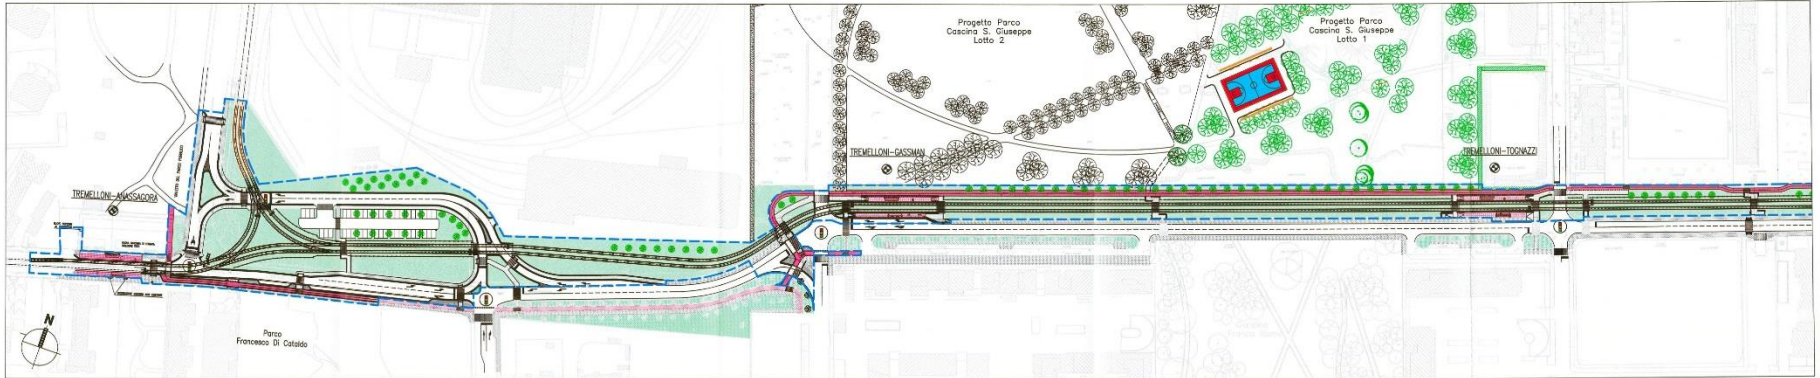 Progetto Parco
Cascina S. Giuseppe
Lotto 2
Progetto Parco
Cascina S. Giuseppe
Lotto 1
TREMELLONI-GASSMAN
TREMELLONI-TOGNAZZI
TREMELLONI-ANASSAGORA
N
Parco
Francesco Di Cataldo